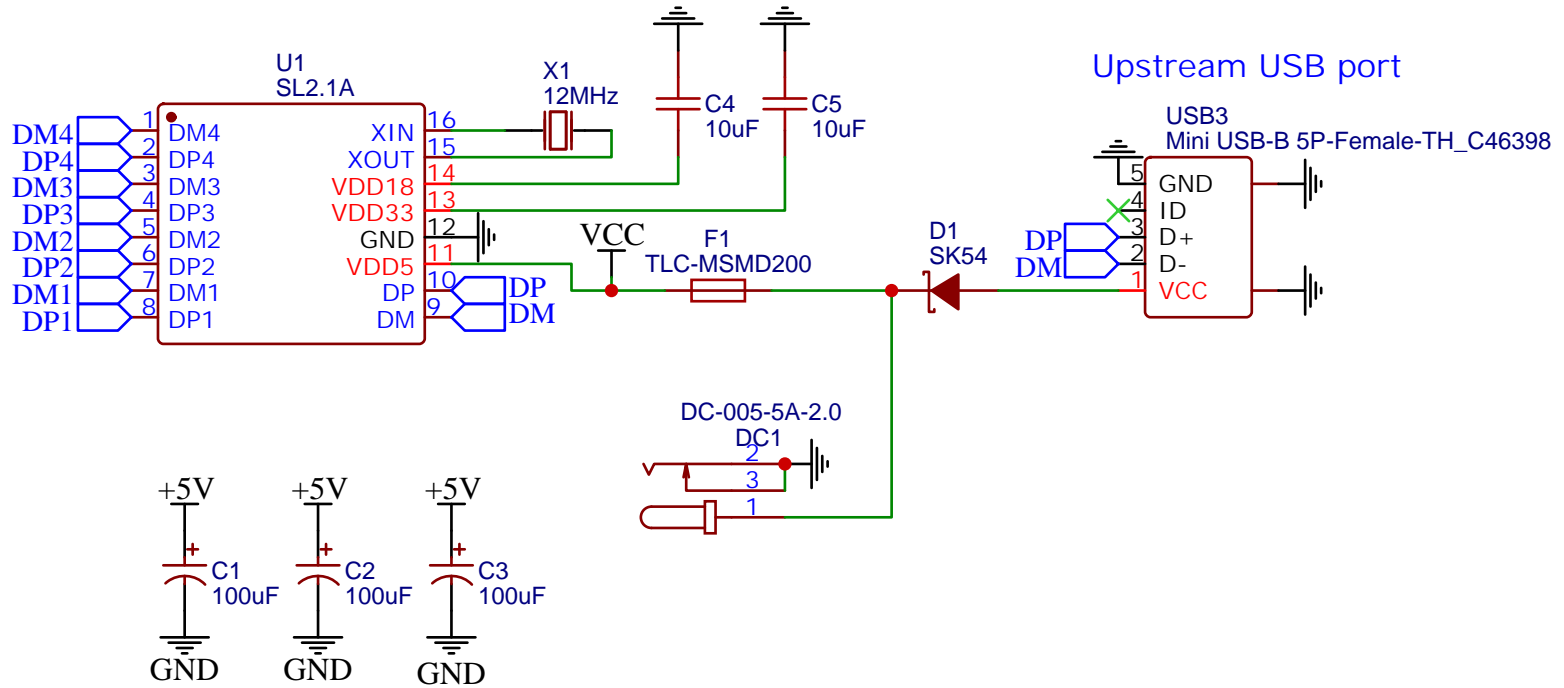 U1
SL2.1A
DM4
DP4
DM3
DP3
DM2
DP2
DM1
DP1
1
2
3
4
5
6
7
8
DM4
DP4
DM3
DP3
DM2
DP2
DM1
DP1
XIN
XOUT
VDD18
VDD33
GND
VDD5
DP
DM
16
15
14
13
12
11
10
9
DP
DM
X1
12MHz
C4
10uF
C5
10uF
VCC
F1
TLC-MSMD200
D1
SK54
Upstream USB port
USB3
Mini USB-B 5P-Female-TH_C46398
5
4
3
2
1
GND
ID
D+
D-
VCC
DP
DM
DC-005-5A-2.0
DC1
2
3
1
+5V
+
C1
100uF
GND
+5V
+
C2
100uF
GND
+5V
+
C3
100uF
GND